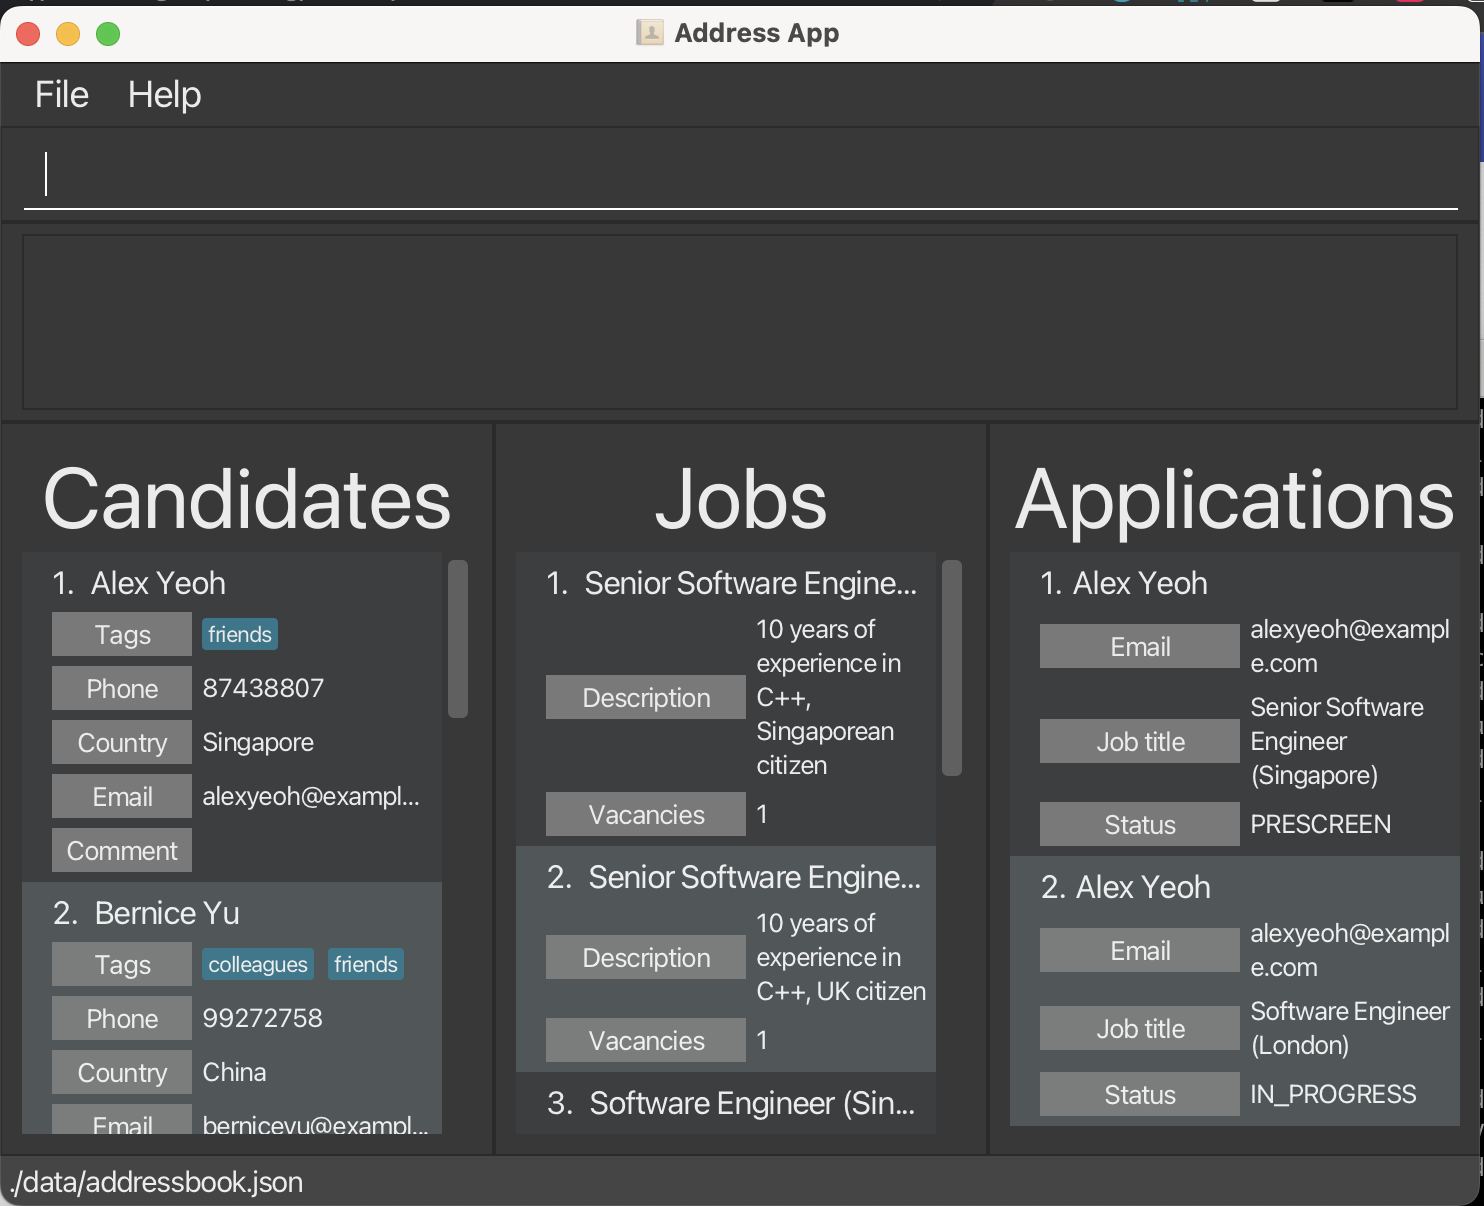 Address App
File Help
Candidates
1. Alex Yeoh
Tags friends
Phone 87438807
Country Singapore
Email alexyeoh@exampl...
Comment
2. Bernice Yu
Tags colleagues friends
Phone 99272758
Country China
Email berniceyu@exampl...
Jobs
1. Senior Software Engine...
Description
10 years of
experience in
C++,
Singaporean
citizen
Vacancies 1
2. Senior Software Engine...
Description
10 years of
experience in
C++, UK citizen
Vacancies 1
3. Software Engineer (Sin...
Applications
1. Alex Yeoh
Email
alexyeoh@exampl
e.com
Job title
Senior Software
Engineer
(Singapore)
Status PRESCREEN
2. Alex Yeoh
Email
alexyeoh@exampl
e.com
Job title
Software Engineer
(London)
Status IN_PROGRESS
./data/addressbook.json